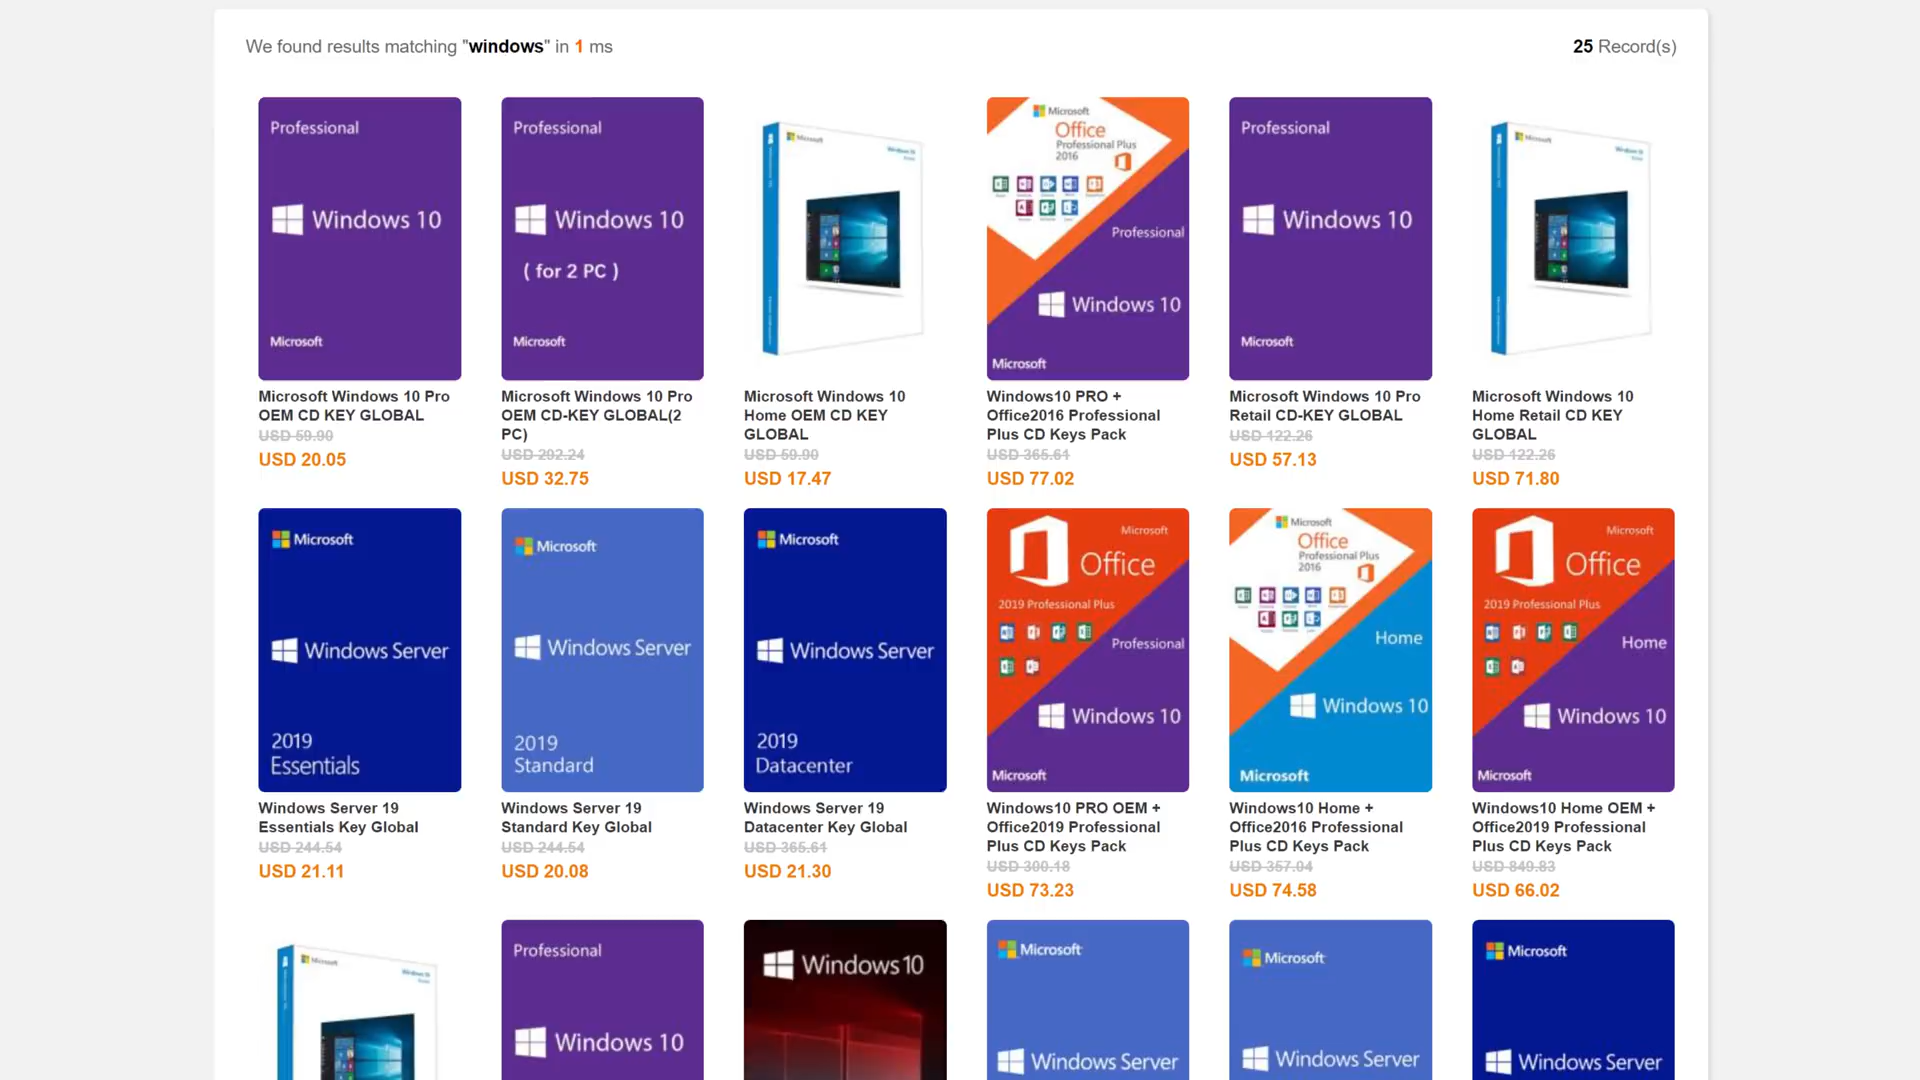 We found results matching "windows" in 1 ms
25 Record(s)
Professional
Windows 10
Microsoft
Microsoft Windows 10 Pro
OEM CD KEY GLOBAL
USD 59.90
USD 20.05
Professional
Windows 10
( for 2 PC )
Microsoft
Microsoft Windows 10 Pro
OEM CD-KEY GLOBAL(2
PC)
USD 292.24
USD 32.75
Microsoft
Windows 10
Microsoft Windows 10
Home OEM CD KEY
GLOBAL
USD 59.90
USD 17.47
Microsoft
Office
Professional Plus
2016
Professional
Windows 10
Microsoft
Windows10 PRO +
Office2016 Professional
Plus CD Keys Pack
USD 365.61
USD 77.02
Professional
Windows 10
Microsoft
Microsoft Windows 10 Pro
Retail CD-KEY GLOBAL
USD 122.26
USD 57.13
Microsoft
Windows 10
Microsoft Windows 10
Home Retail CD KEY
GLOBAL
USD 122.26
USD 71.80
Microsoft
Windows Server
2019
Essentials
Windows Server 19
Essentials Key Global
USD 244.54
USD 21.11
Microsoft
Windows Server
2019
Standard
Windows Server 19
Standard Key Global
USD 244.54
USD 20.08
Microsoft
Windows Server
2019
Datacenter
Windows Server 19
Datacenter Key Global
USD 365.61
USD 21.30
Microsoft
Office
2019 Professional Plus
Professional
Windows 10
Microsoft
Windows10 PRO OEM +
Office2019 Professional
Plus CD Keys Pack
USD 300.18
USD 73.23
Microsoft
Office
Professional Plus
2016
Home
Windows 10
Microsoft
Windows10 Home +
Office2016 Professional
Plus CD Keys Pack
USD 357.04
USD 74.58
Microsoft
Office
2019 Professional Plus
Home
Windows 10
Microsoft
Windows10 Home OEM +
Office2019 Professional
Plus CD Keys Pack
USD 849.83
USD 66.02
Microsoft
Windows 10
Professional
Windows 10
Windows 10
Microsoft
Windows Server
Microsoft
Windows Server
Microsoft
Windows Server